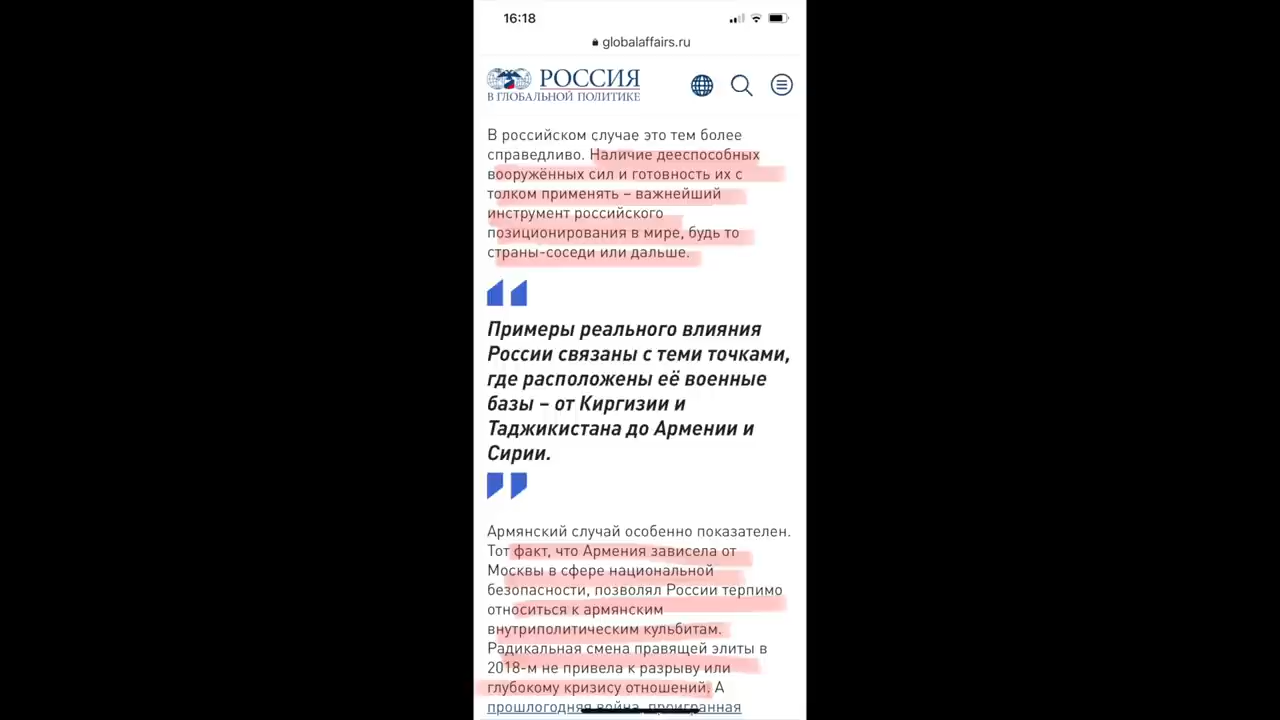 16:18
globalaffairs.ru
РОССИЯ
В ГЛОБАЛЬНОЙ ПОЛИТИКЕ
В российском случае это тем более
справедливо. Наличие дееспособных
вооружённых сил и готовность их с
толком применять – важнейший
инструмент российского
позиционирования в мире, будь то
страны-соседи или дальше.
Примеры реального влияния
России связаны с теми точками,
где расположены её военные
базы – от Киргизии и
Таджикистана до Армении и
Сирии.
Армянский случай особенно показателен.
Тот факт, что Армения зависела от
Москвы в сфере национальной
безопасности, позволял России терпимо
относиться к армянским
внутриполитическим кульбитам.
Радикальная смена правящей элиты в
2018-м не привела к разрыву или
глубокому кризису отношений. А
прошлогодняя война, проигранная